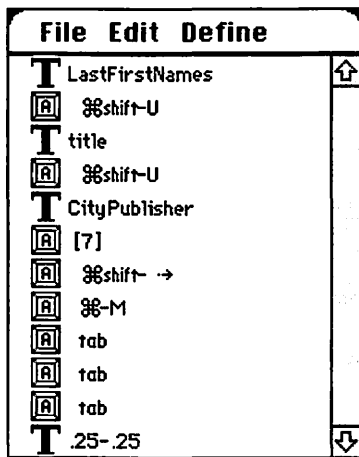 File Edit Define
T LastFirstNames
A ⌘shift-U
T title
A ⌘shift-U
T CityPublisher
A [7]
A ⌘shift- →
A ⌘-M
A tab
A tab
A tab
T .25-.25